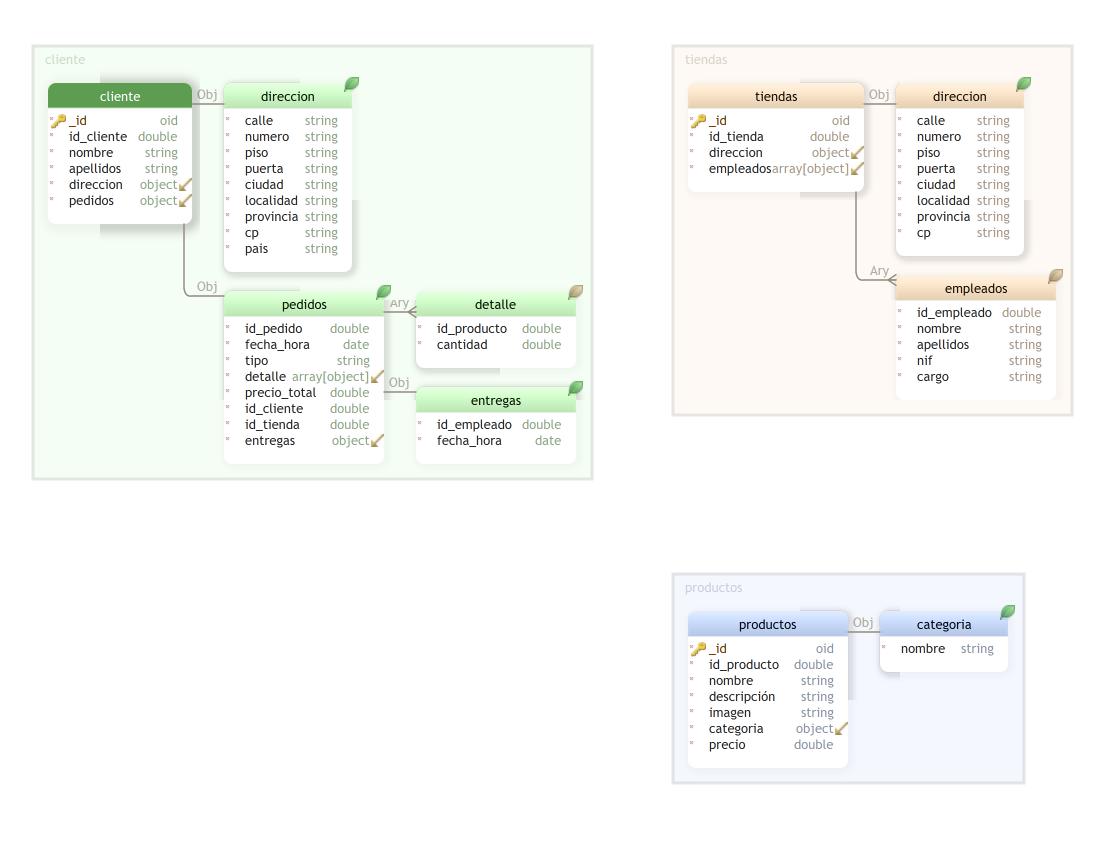 cliente
cliente
_id oid
id_cliente double
nombre string
apellidos string
direccion object
pedidos object
Obj
direccion
calle string
numero string
piso string
puerta string
ciudad string
localidad string
provincia string
cp string
pais string
Obj
pedidos
id_pedido double
fecha_hora date
tipo string
detalle array[object]
precio_total double
id_cliente double
id_tienda double
entregas object
Ary
detalle
id_producto double
cantidad double
Obj
entregas
id_empleado double
fecha_hora date
tiendas
tiendas
_id oid
id_tienda double
direccion object
empleados array[object]
Obj
direccion
calle string
numero string
piso string
puerta string
ciudad string
localidad string
provincia string
cp string
Ary
empleados
id_empleado double
nombre string
apellidos string
nif string
cargo string
productos
productos
_id oid
id_producto double
nombre string
descripción string
imagen string
categoria object
precio double
Obj
categoria
nombre string